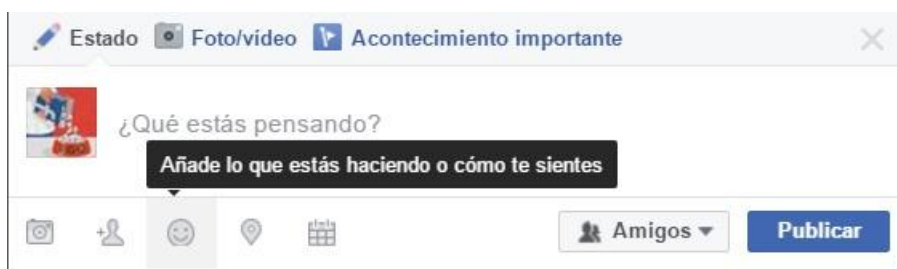 Estado Foto/vídeo Acontecimiento importante
¿Qué estás pensando?
Añade lo que estás haciendo o cómo te sientes
Amigos Publicar